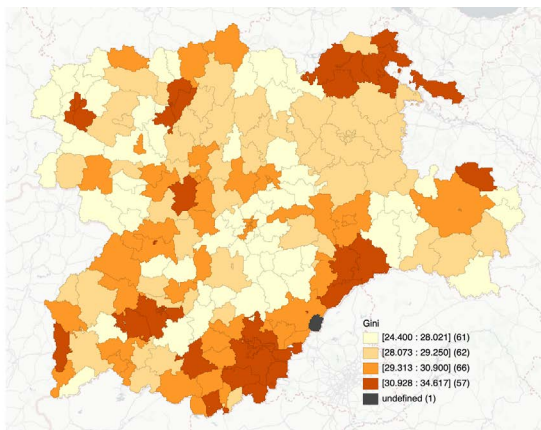 Gini
[24.400 : 28.021] (61)
[28.073 : 29.250] (62)
[29.313 : 30.900] (66)
[30.928 : 34.617] (57)
undefined (1)